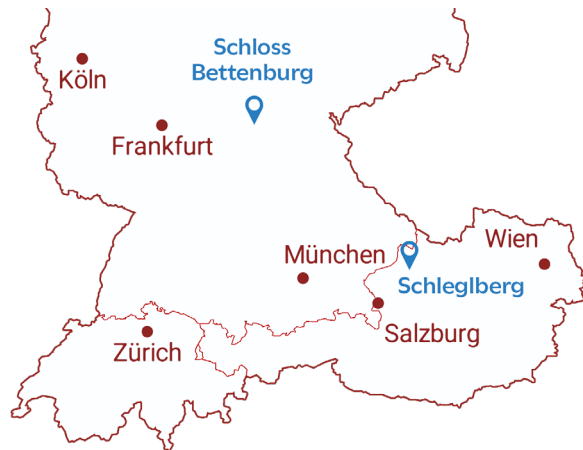 Schloss
Bettenburg
Köln
Frankfurt
Wien
München
Schleglberg
Salzburg
Zürich